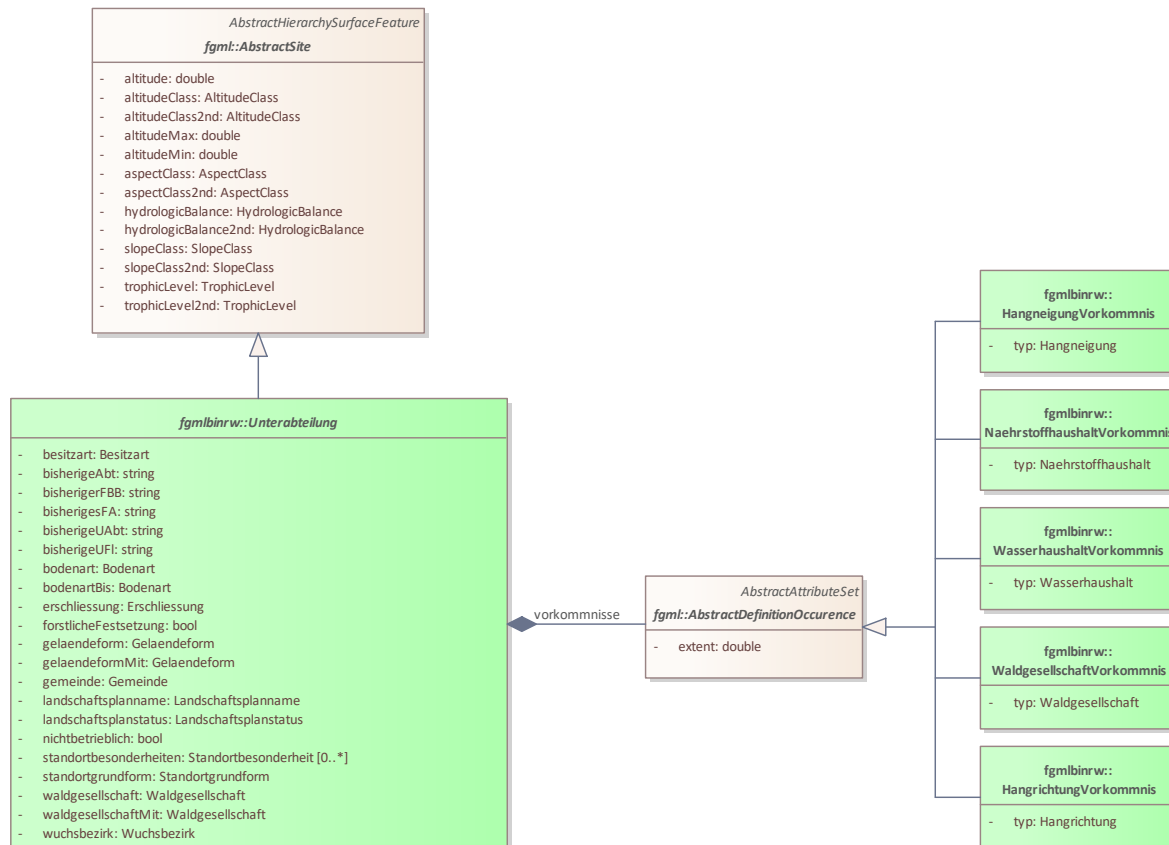 AbstractHierarchySurfaceFeature
fgml::AbstractSite
- altitude: double
- altitudeClass: AltitudeClass
- altitudeClass2nd: AltitudeClass
- altitudeMax: double
- altitudeMin: double
- aspectClass: AspectClass
- aspectClass2nd: AspectClass
- hydrologicBalance: HydrologicBalance
- hydrologicBalance2nd: HydrologicBalance
- slopeClass: SlopeClass
- slopeClass2nd: SlopeClass
- trophicLevel: TrophicLevel
- trophicLevel2nd: TrophicLevel
fgmlbinrw::Unterabteilung
- besitzart: Besitzart
- bisherigeAbt: string
- bisherigerFBB: string
- bisherigesFA: string
- bisherigeUAbt: string
- bisherigeUFl: string
- bodenart: Bodenart
- bodenartBis: Bodenart
- erschliessung: Erschliessung
- forstlicheFestsetzung: bool
- gelaendeform: Gelaendeform
- gelaendeformMit: Gelaendeform
- gemeinde: Gemeinde
- landschaftsplanname: Landschaftsplanname
- landschaftsplanstatus: Landschaftsplanstatus
- nichtbetrieblich: bool
- standortbesonderheiten: Standortbesonderheit [0..*]
- standortgrundform: Standortgrundform
- waldgesellschaft: Waldgesellschaft
- waldgesellschaftMit: Waldgesellschaft
- wuchsbezirk: Wuchsbezirk
vorkommnisse
AbstractAttributeSet
fgml::AbstractDefinitionOccurence
- extent: double
fgmlbinrw::
HangneigungVorkommnis
- typ: Hangneigung
fgmlbinrw::
NaehrstoffhaushaltVorkommnis
- typ: Naehrstoffhaushalt
fgmlbinrw::
WasserhaushaltVorkommnis
- typ: Wasserhaushalt
fgmlbinrw::
WaldgesellschaftVorkommnis
- typ: Waldgesellschaft
fgmlbinrw::
HangrichtungVorkommnis
- typ: Hangrichtung